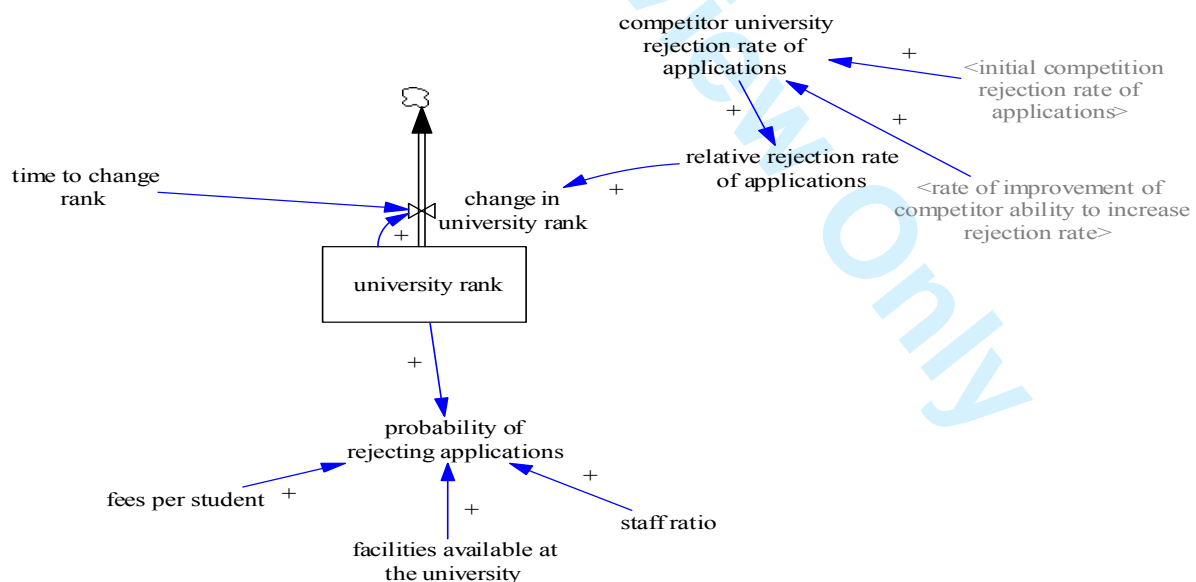 competitor university
rejection rate of
applications
+
<initial competition
rejection rate of
applications>
+
+
time to change
rank
relative rejection rate
of applications
+
change in
university rank
<rate of improvement of
competitor ability to increase
rejection rate>
+
university rank
+
probability of
rejecting applications
fees per student
+
+
+
staff ratio
facilities available at
the university
view Only